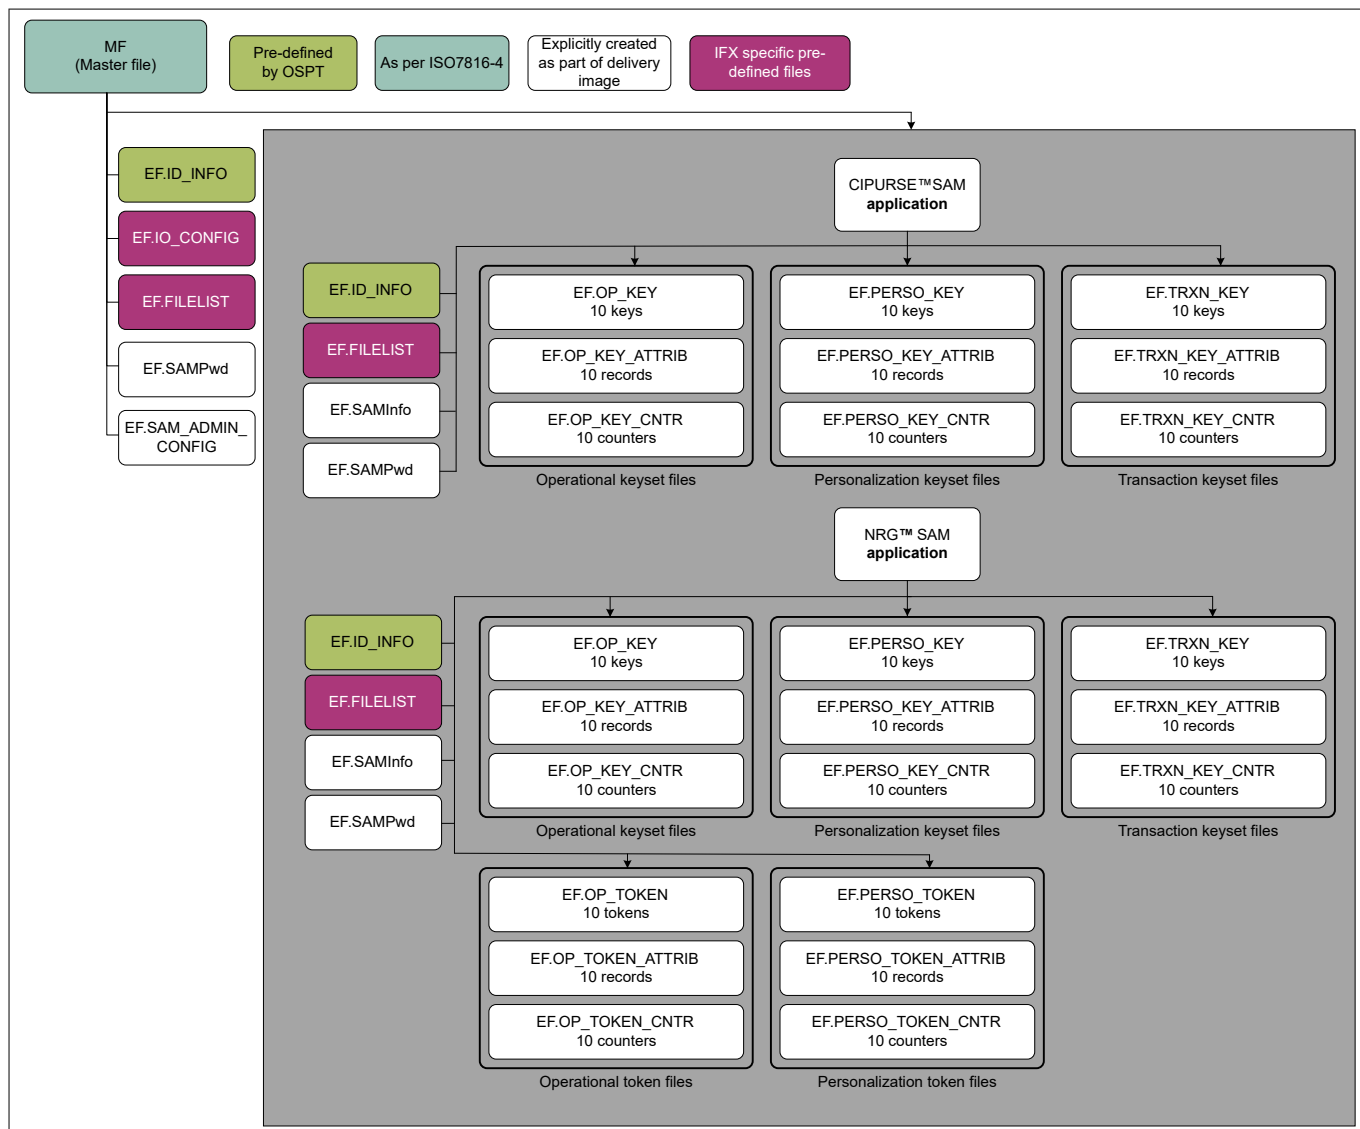 MF
(Master file)
Pre-defined
by OSPT
As per ISO7816-4
Explicitly created
as part of delivery
image
IFX specific pre-
defined files
EF.ID_INFO
EF.IO_CONFIG
EF.FILELIST
EF.SAMPwd
EF.SAM_ADMIN_
CONFIG
CIPURSE™SAM
application
EF.ID_INFO
EF.FILELIST
EF.SAMInfo
EF.SAMPwd
EF.OP_KEY
10 keys
EF.OP_KEY_ATTRIB
10 records
EF.OP_KEY_CNTR
10 counters
Operational keyset files
EF.PERSO_KEY
10 keys
EF.PERSO_KEY_ATTRIB
10 records
EF.PERSO_KEY_CNTR
10 counters
Personalization keyset files
EF.TRXN_KEY
10 keys
EF.TRXN_KEY_ATTRIB
10 records
EF.TRXN_KEY_CNTR
10 counters
Transaction keyset files
NRG™ SAM
application
EF.ID_INFO
EF.FILELIST
EF.SAMInfo
EF.SAMPwd
EF.OP_KEY
10 keys
EF.OP_KEY_ATTRIB
10 records
EF.OP_KEY_CNTR
10 counters
Operational keyset files
EF.PERSO_KEY
10 keys
EF.PERSO_KEY_ATTRIB
10 records
EF.PERSO_KEY_CNTR
10 counters
Personalization keyset files
EF.TRXN_KEY
10 keys
EF.TRXN_KEY_ATTRIB
10 records
EF.TRXN_KEY_CNTR
10 counters
Transaction keyset files
EF.OP_TOKEN
10 tokens
EF.OP_TOKEN_ATTRIB
10 records
EF.OP_TOKEN_CNTR
10 counters
Operational token files
EF.PERSO_TOKEN
10 tokens
EF.PERSO_TOKEN_ATTRIB
10 records
EF.PERSO_TOKEN_CNTR
10 counters
Personalization token files